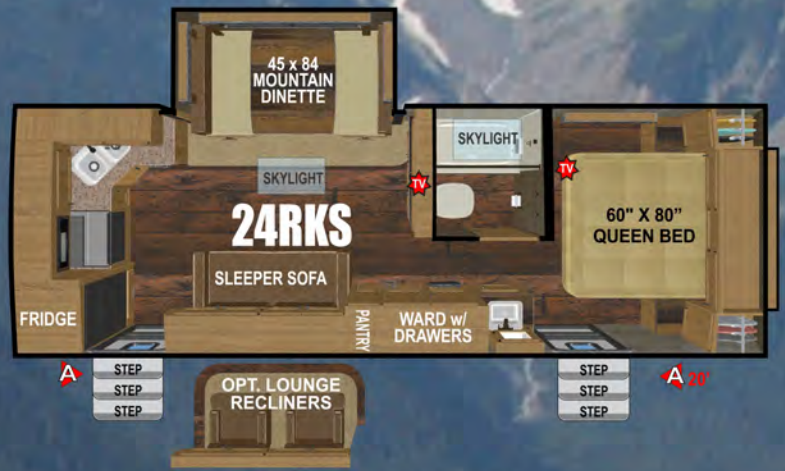 45 x 84
MOUNTAIN
DINETTE
SKYLIGHT
SKYLIGHT
TV
TV
24RKS
60" X 80”
QUEEN BED
SLEEPER SOFA
FRIDGE
PANTRY
WARD w/
DRAWERS
A
STEP
STEP
STEP
OPT. LOUNGE
RECLINERS
STEP
STEP
STEP
A 20'